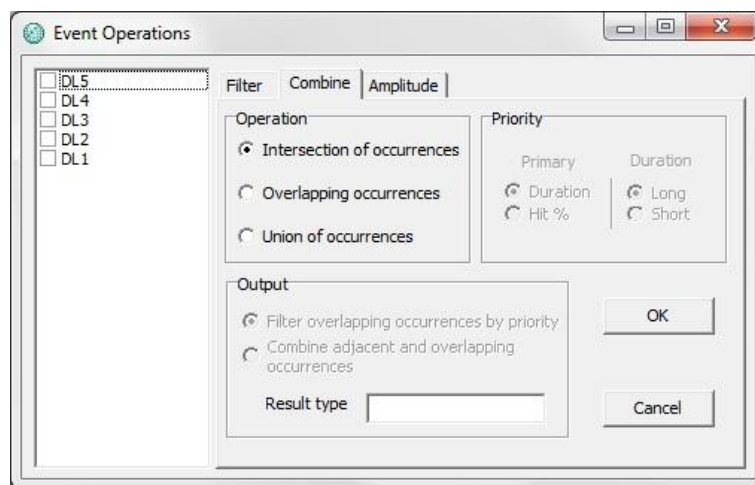 Event Operations
DL5
DL4
DL3
DL2
DL1
Filter Combine Amplitude
Operation
Intersection of occurrences
Overlapping occurrences
Union of occurrences
Priority
Primary Duration
Duration Long
Hit % Short
Output
Filter overlapping occurrences by priority
Combine adjacent and overlapping
occurrences
Result type
OK
Cancel